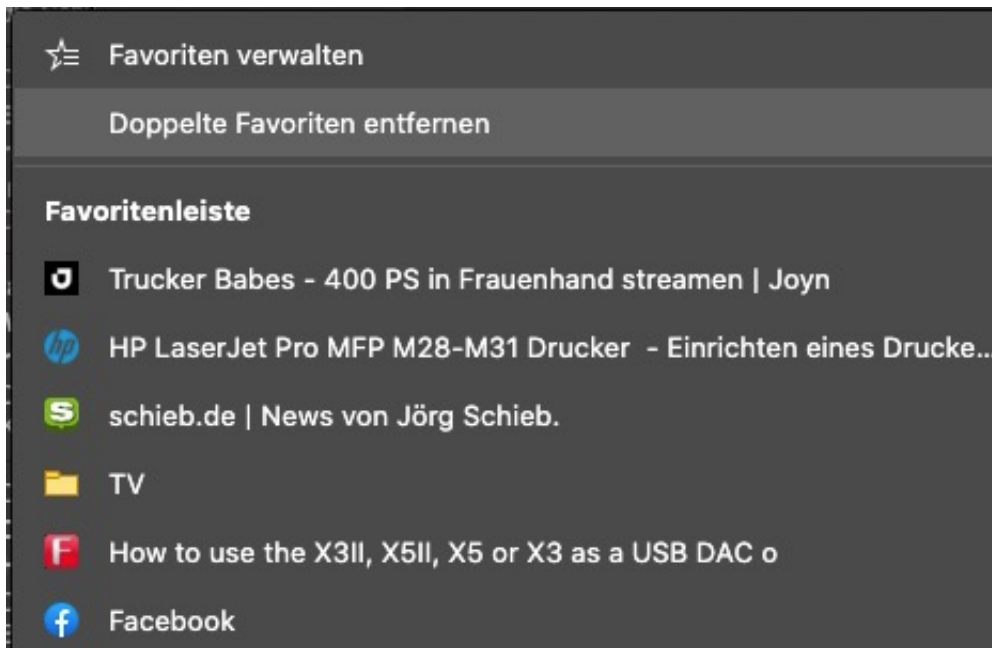 Favoriten verwalten
Doppelte Favoriten entfernen
Favoritenleiste
Trucker Babes - 400 PS in Frauenhand streamen | Joyn
HP LaserJet Pro MFP M28-M31 Drucker - Einrichten eines Drucke...
schieb.de | News von Jörg Schieb.
TV
How to use the X3II, X5II, X5 or X3 as a USB DAC o
Facebook